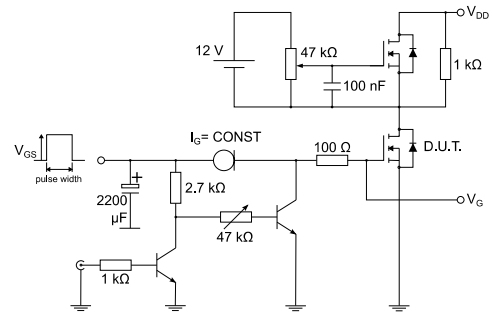 V_DD
12 V
47 kΩ
1 kΩ
100 nF
I_G= CONST
100 Ω
D.U.T.
V_GS
pulse width
2.7 kΩ
2200
µF
V_G
47 kΩ
1 kΩ
+